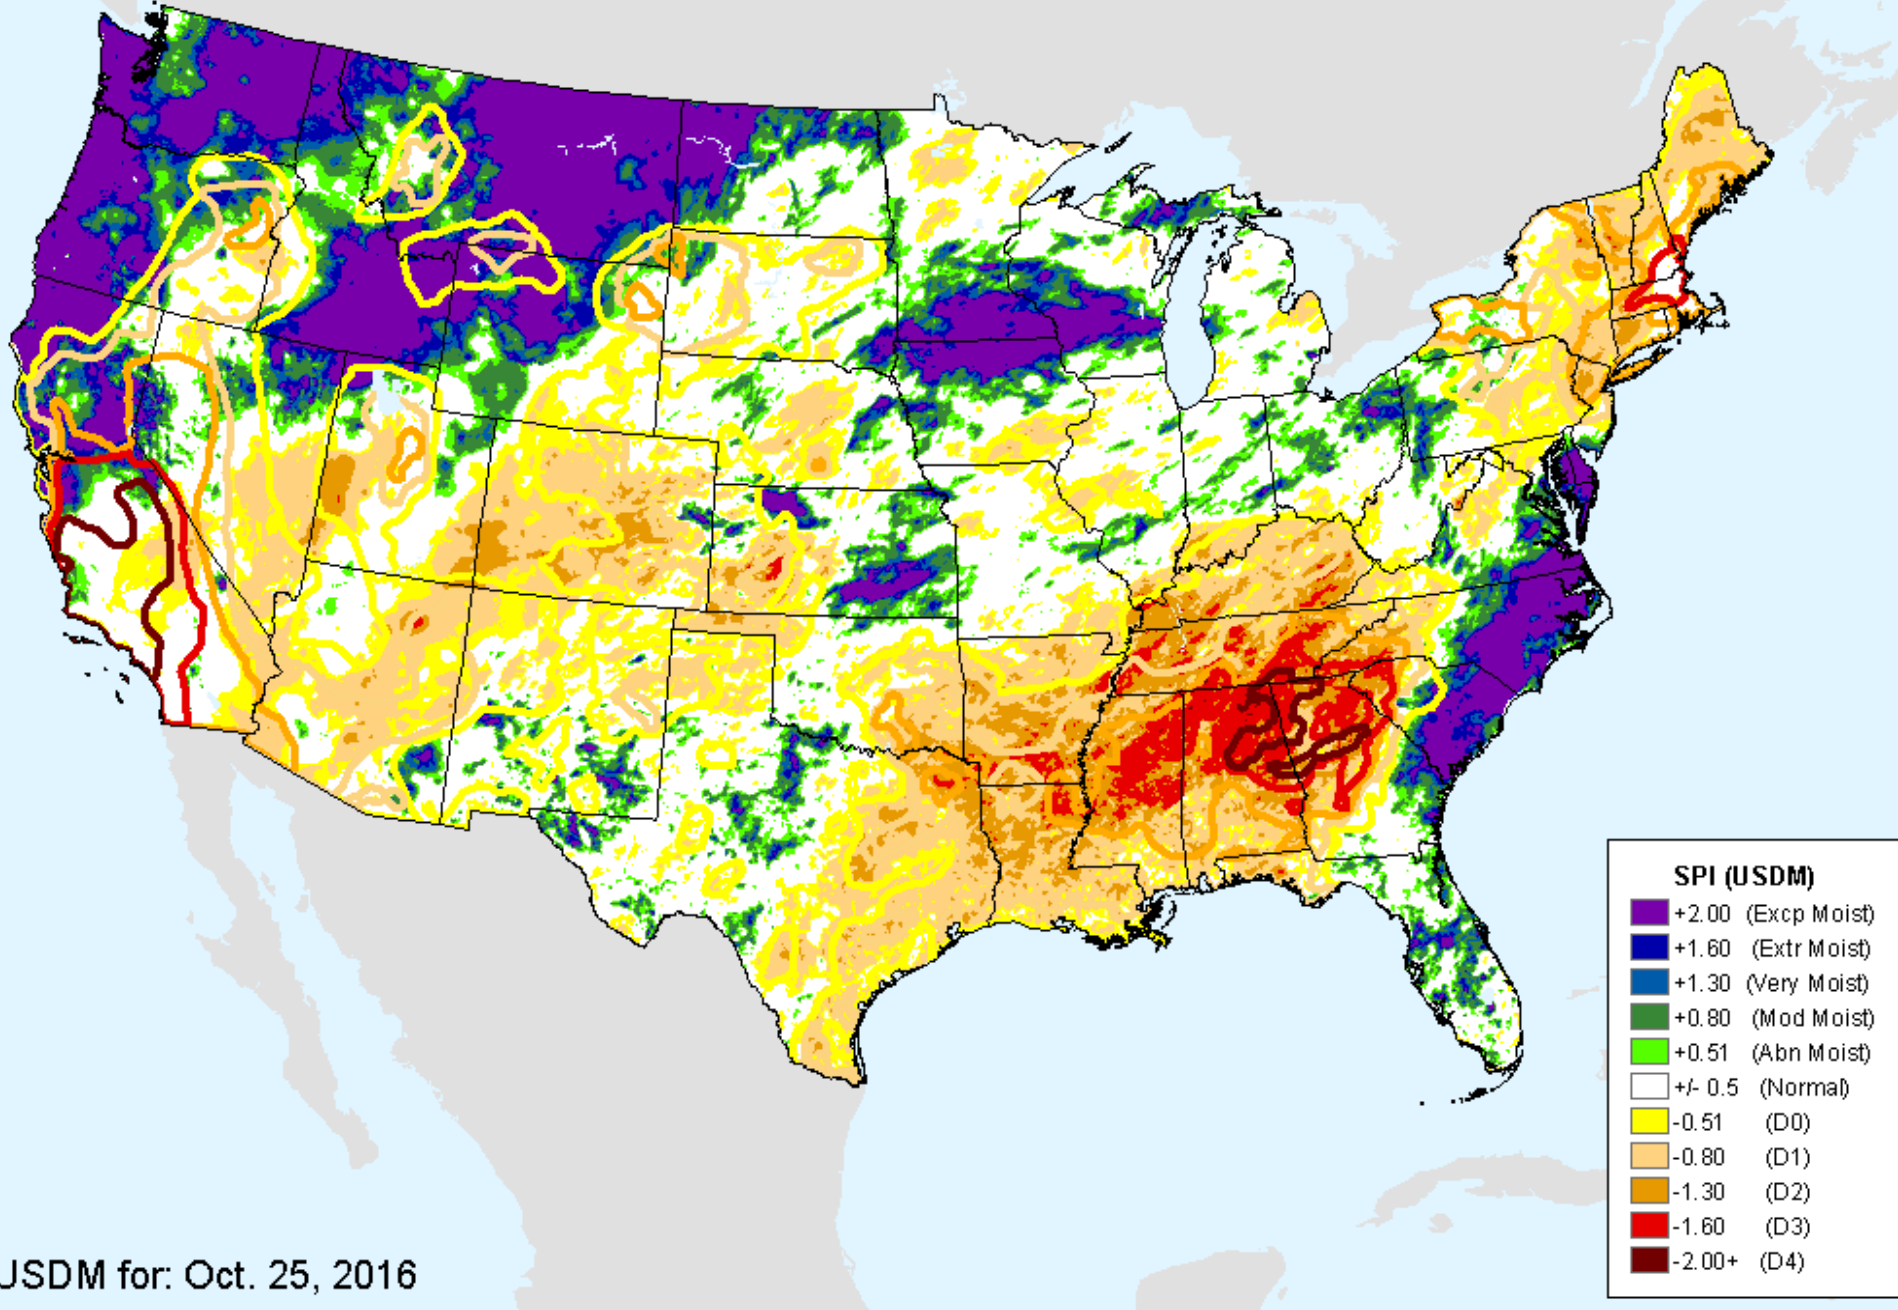 SPI (USDM)
+2.00 (Excp Moist)
+1.60 (Extr Moist)
+1.30 (Very Moist)
+0.80 (Mod Moist)
+0.51 (Abn Moist)
+/- 0.5 (Normal)
-0.51 (D0)
-0.80 (D1)
-1.30 (D2)
-1.60 (D3)
-2.00+ (D4)
USDM for: Oct. 25, 2016